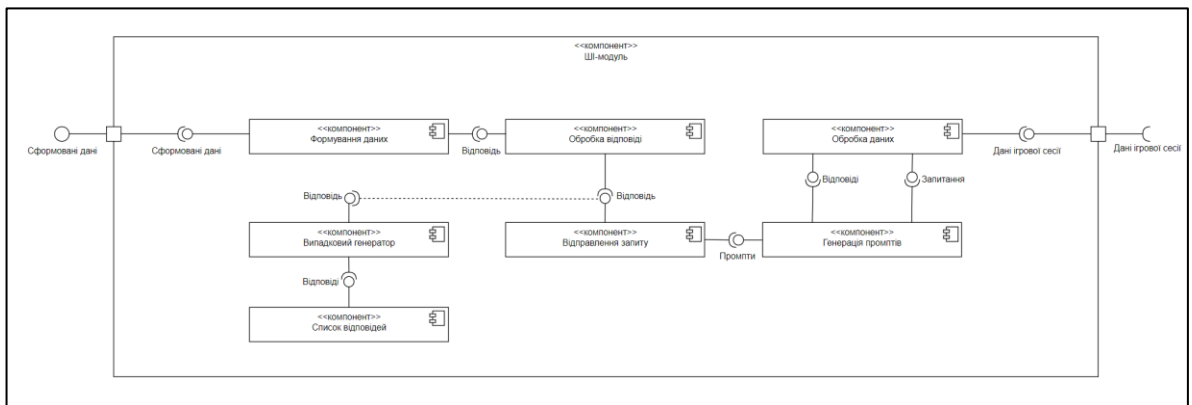 <<компонент>>
ШІ-модуль
<<компонент>>
Формування даних
<<компонент>>
Обробка відповіді
<<компонент>>
Обробка даних
Сформовані дані
Сформовані дані
Відповідь
Дані ігрової сесії
Дані ігрової сесії
Відповіді
Запитання
Відповідь
Відповідь
<<компонент>>
Випадковий генератор
<<компонент>>
Відправлення запиту
<<компонент>>
Генерація промптів
Промпти
Відповіді
<<компонент>>
Список відповідей